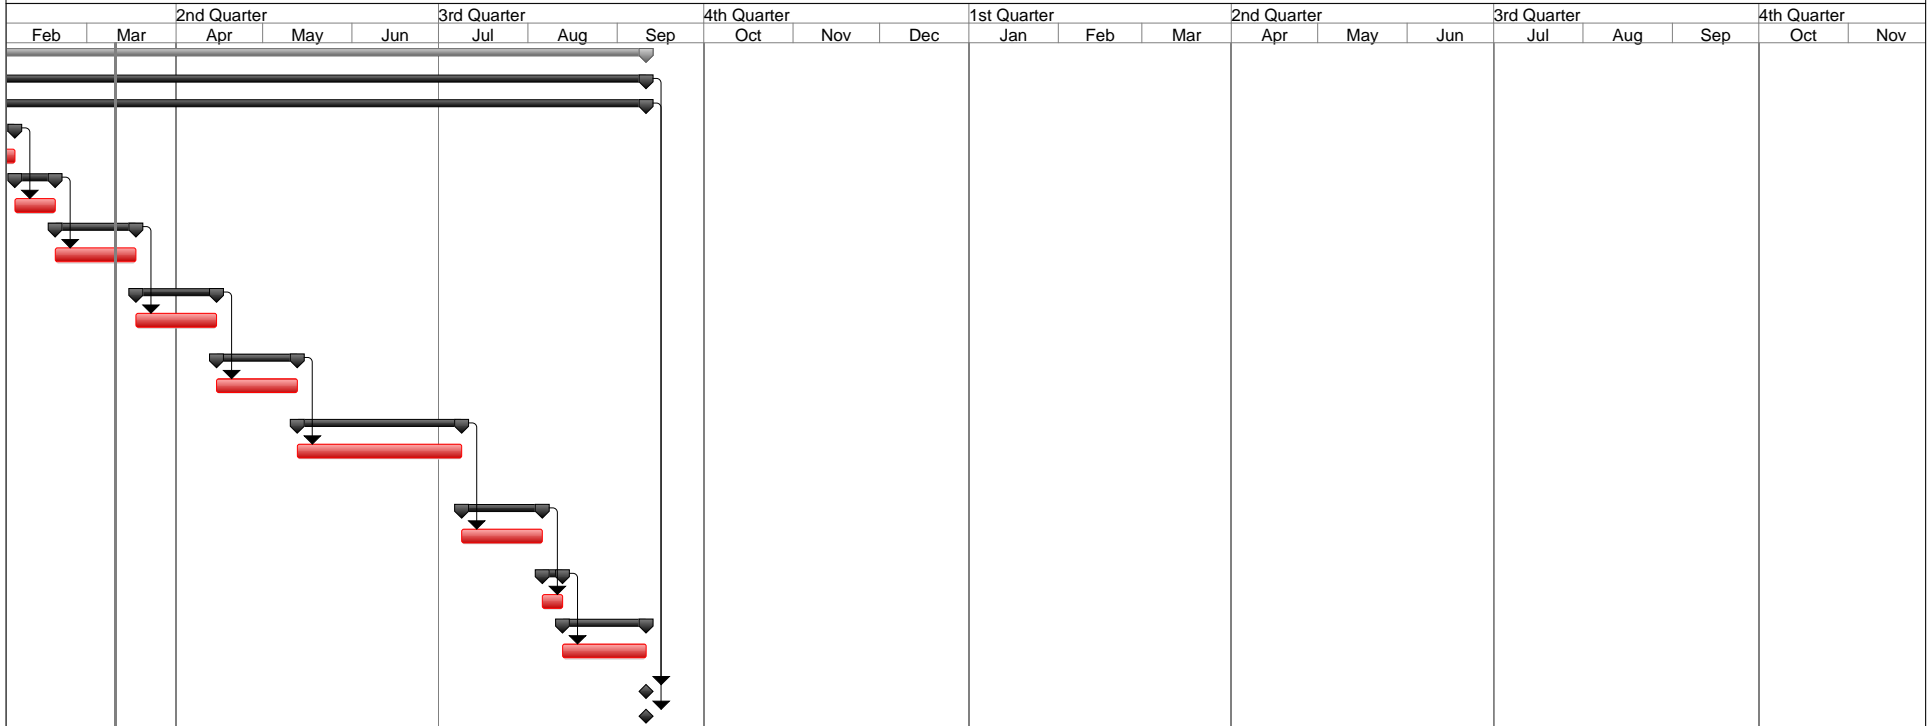 2nd Quarter 3rd Quarter 4th Quarter 1st Quarter 2nd Quarter 3rd Quarter 4th Quarter
Feb Mar Apr May Jun Jul Aug Sep Oct Nov Dec Jan Feb Mar Apr May Jun Jul Aug Sep Oct Nov